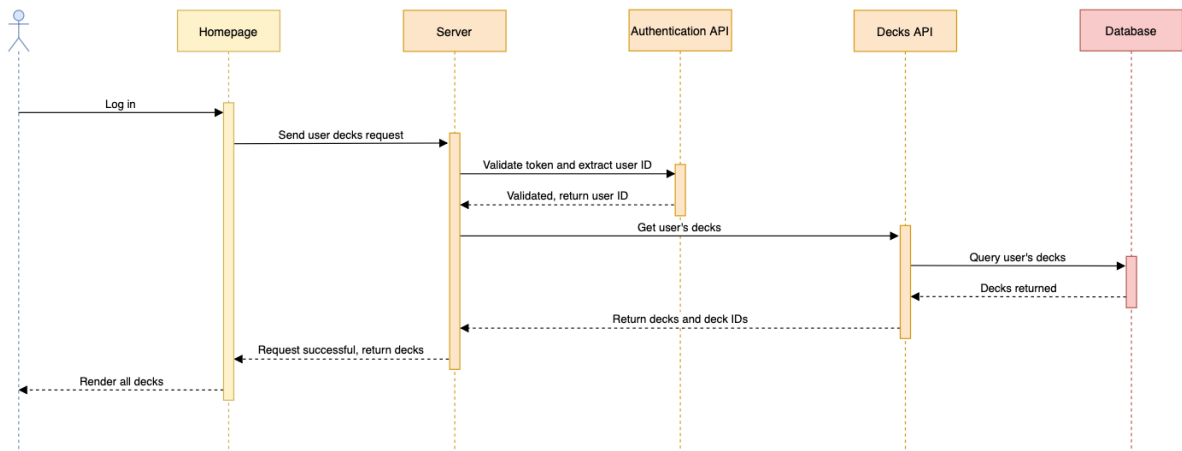 Homepage
Server
Authentication API
Decks API
Database
Log in
Send user decks request
Validate token and extract user ID
Validated, return user ID
Get user's decks
Query user's decks
Decks returned
Return decks and deck IDs
Request successful, return decks
Render all decks